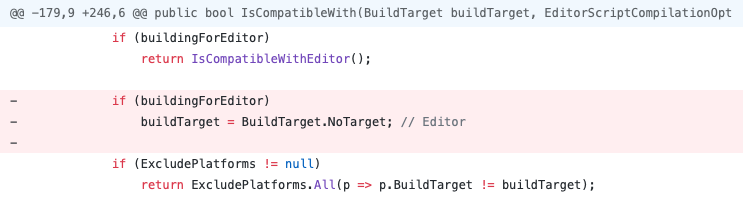 @@ -179,9 +246,6 @@ public bool IsCompatibleWith(BuildTarget buildTarget, EditorScriptCompilationOpt
            if (buildingForEditor)
                return IsCompatibleWithEditor();

-            if (buildingForEditor)
-                buildTarget = BuildTarget.NoTarget; // Editor
-
            if (ExcludePlatforms != null)
                return ExcludePlatforms.All(p => p.BuildTarget != buildTarget);